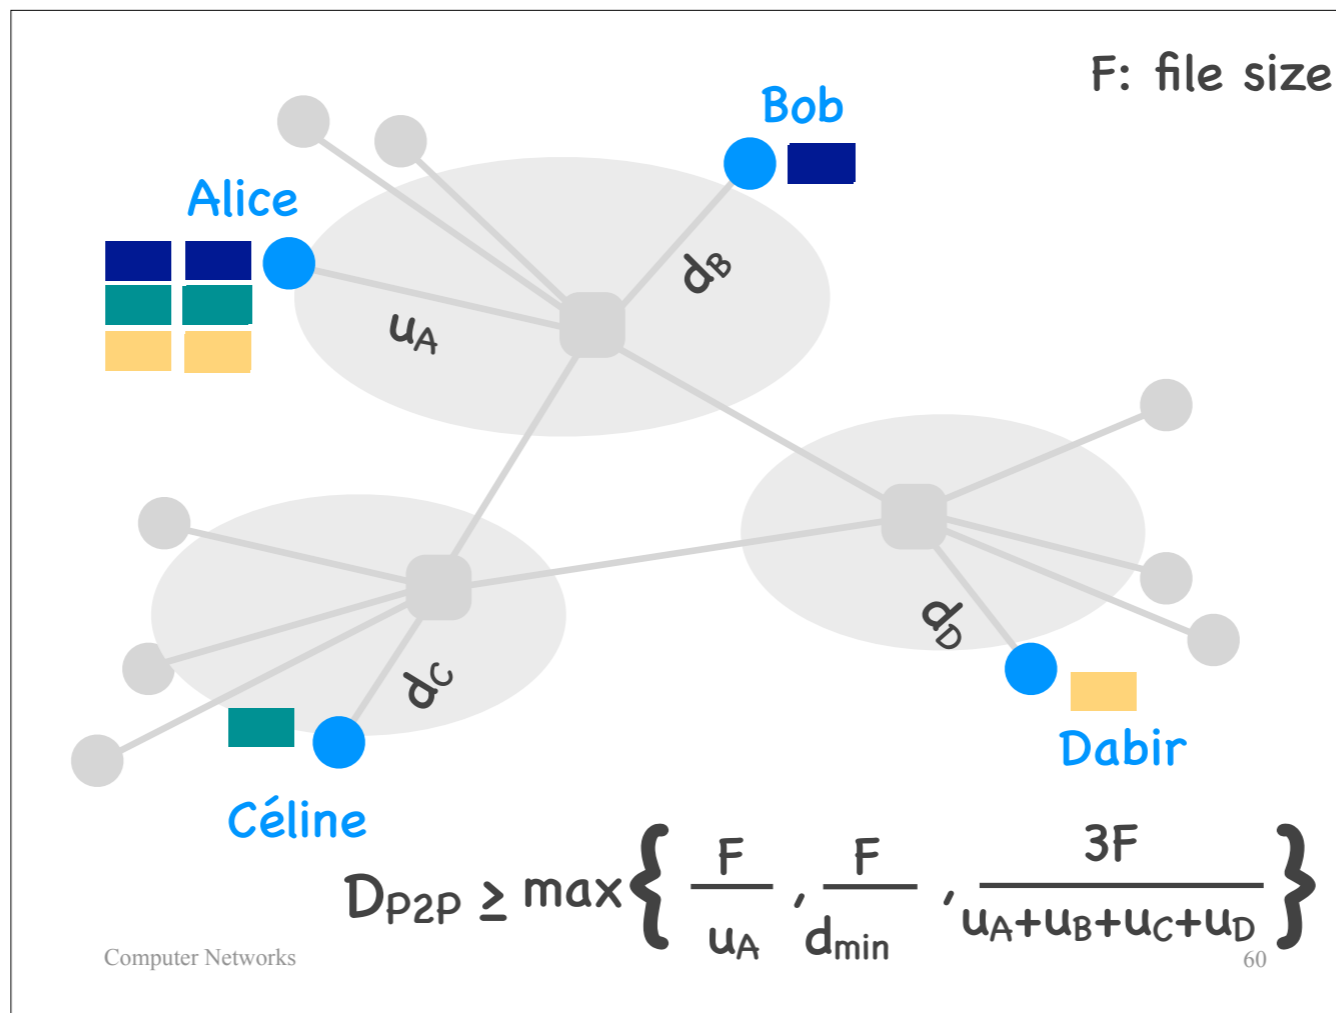 F: file size
Bob
Alice
dB
uA
dC
dD
Dabir
Céline
DP2P ≥ max{ F/uA , F/dmin , 3F/uA+uB+uC+uD }
Computer Networks
60